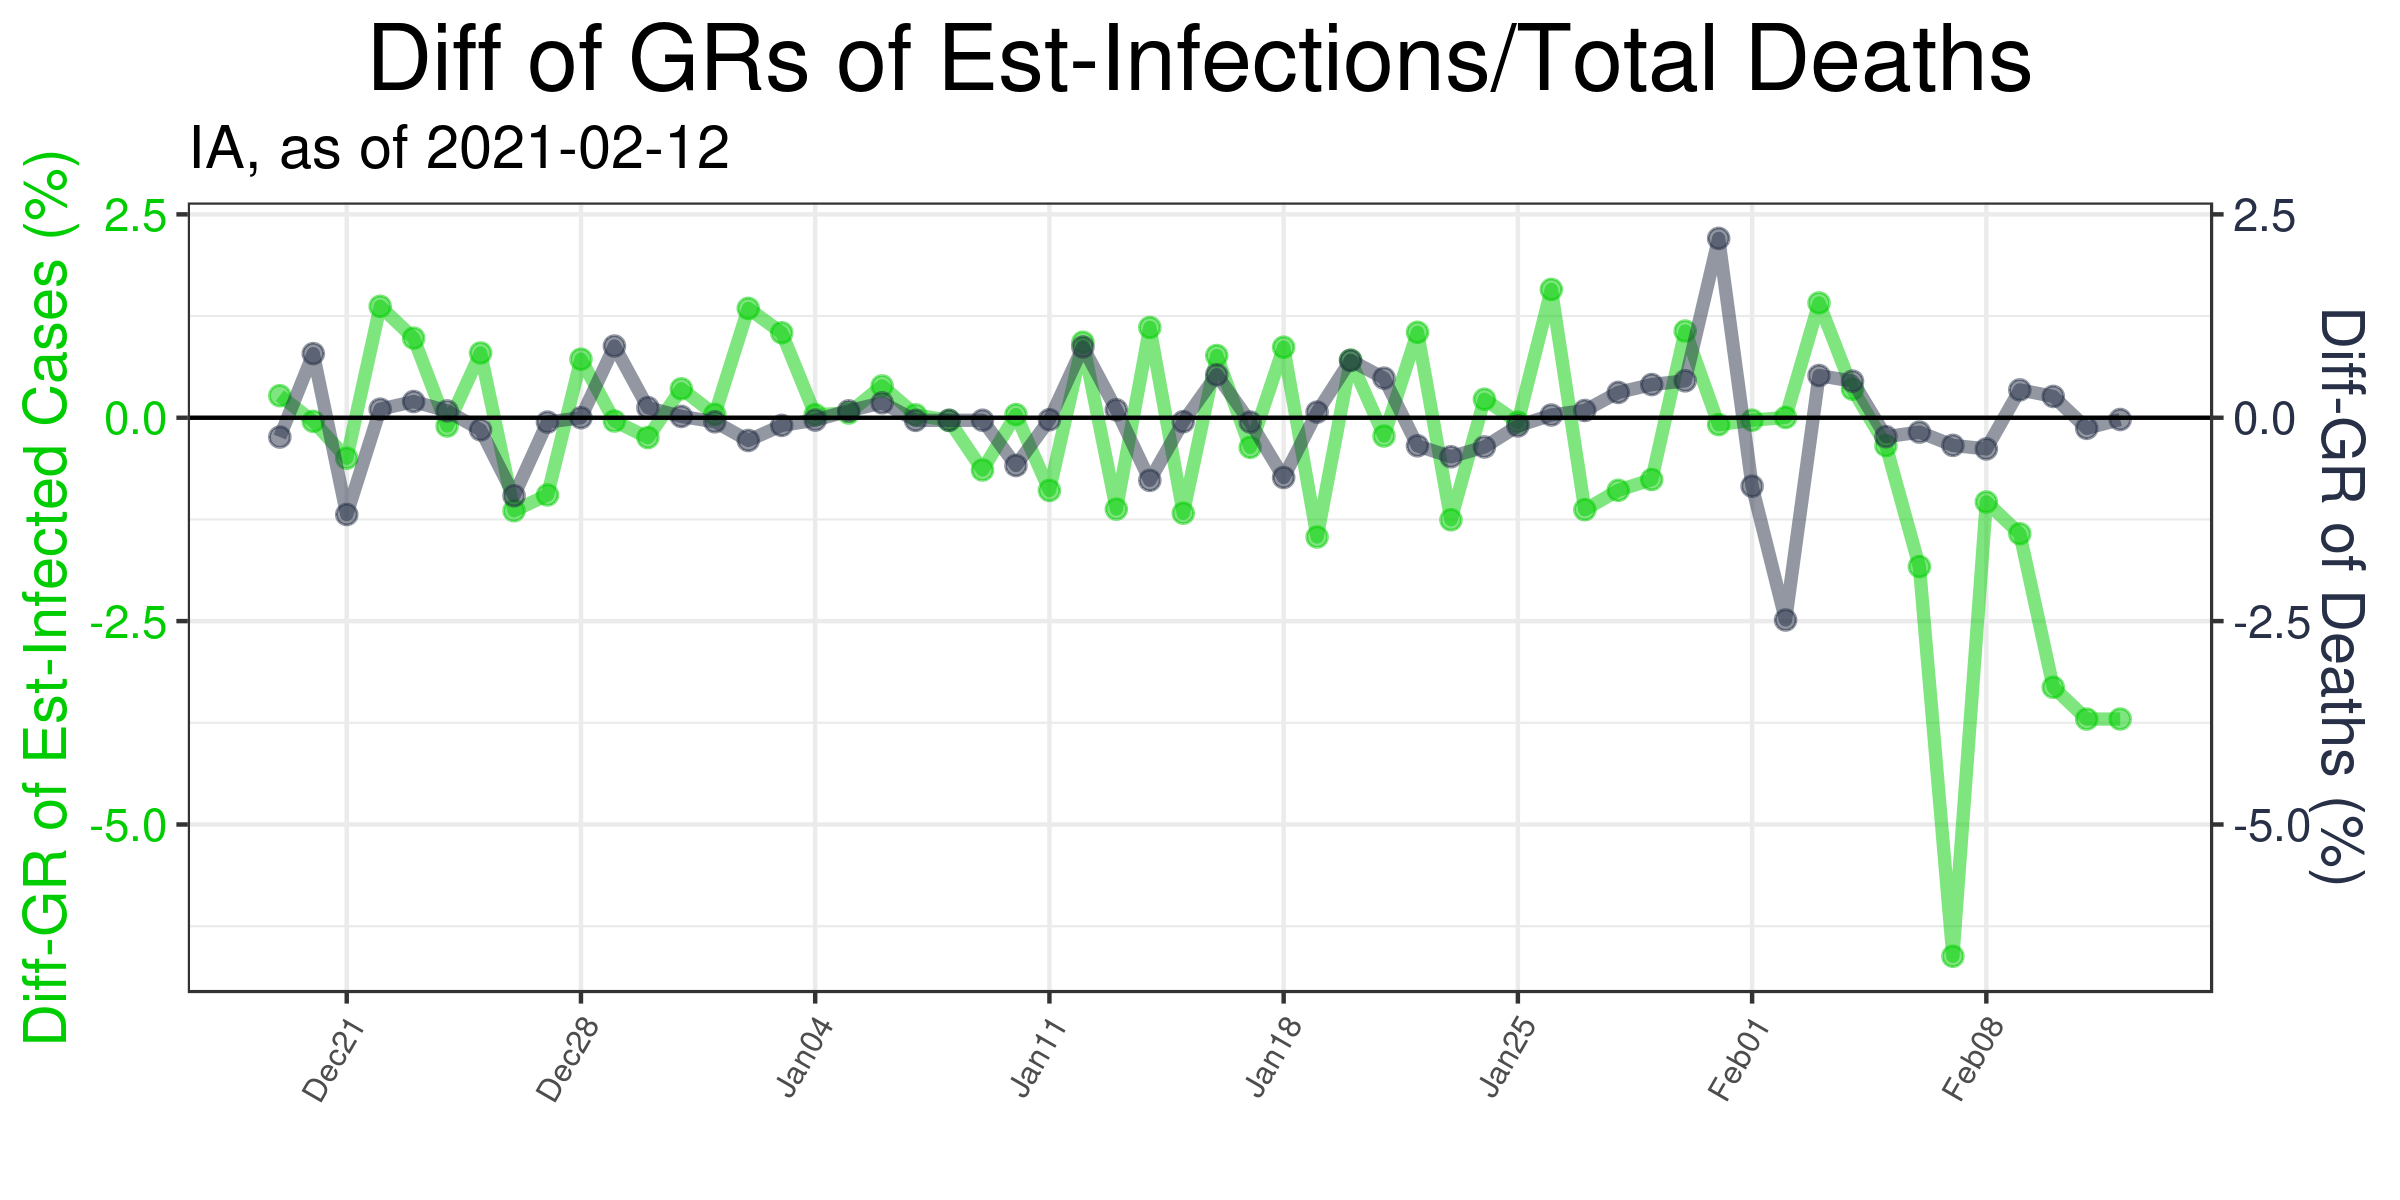 Diff of GRs of Est-Infections/Total Deaths
IA, as of 2021-02-12
Diff-GR of Est-Infected Cases (%)
2.5
0.0
-2.5
-5.0
2.5
0.0
-2.5
-5.0
Diff-GR of Deaths (%)
Dec21
Dec28
Jan04
Jan11
Jan18
Jan25
Feb01
Feb08